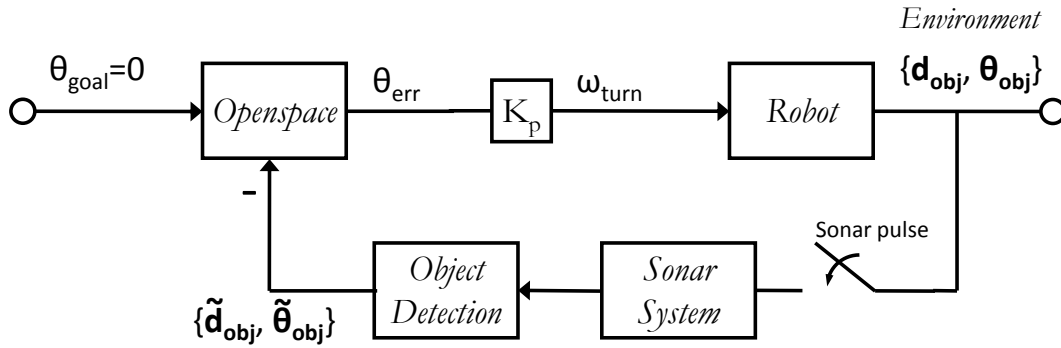 Environment
θgoal=0
θerr
ωturn
{dobj, θobj}
Openspace
Kp
Robot
-
Sonar pulse
Object
Detection
Sonar
System
{d̃obj, θ̃obj}